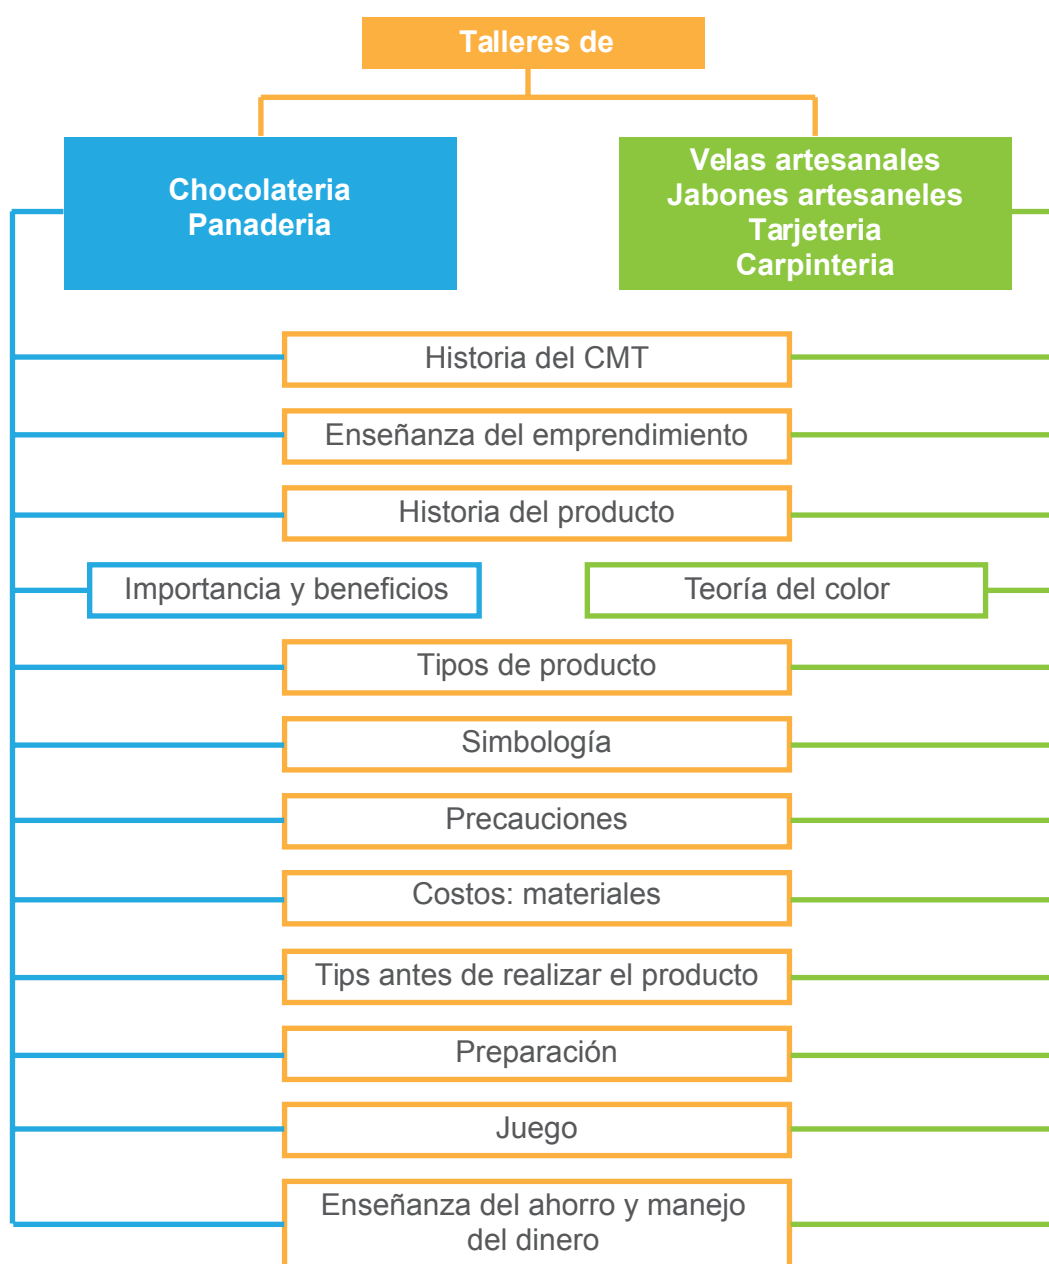 Talleres de
Chocolateria
Panaderia
Velas artesanales
Jabones artesaneles
Tarjeteria
Carpinteria
Historia del CMT
Enseñanza del emprendimiento
Historia del producto
Importancia y beneficios
Teoría del color
Tipos de producto
Simbología
Precauciones
Costos: materiales
Tips antes de realizar el producto
Preparación
Juego
Enseñanza del ahorro y manejo
del dinero